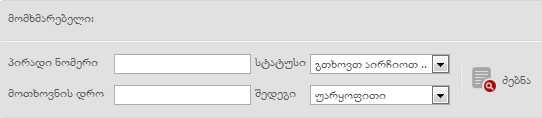 მომხმარებელი:
პირადი ნომერი სტატუსი გთხოვთ აირჩიოთ ..
ძებნა
მოთხოვნის დრო შედეგი უარყოფითი